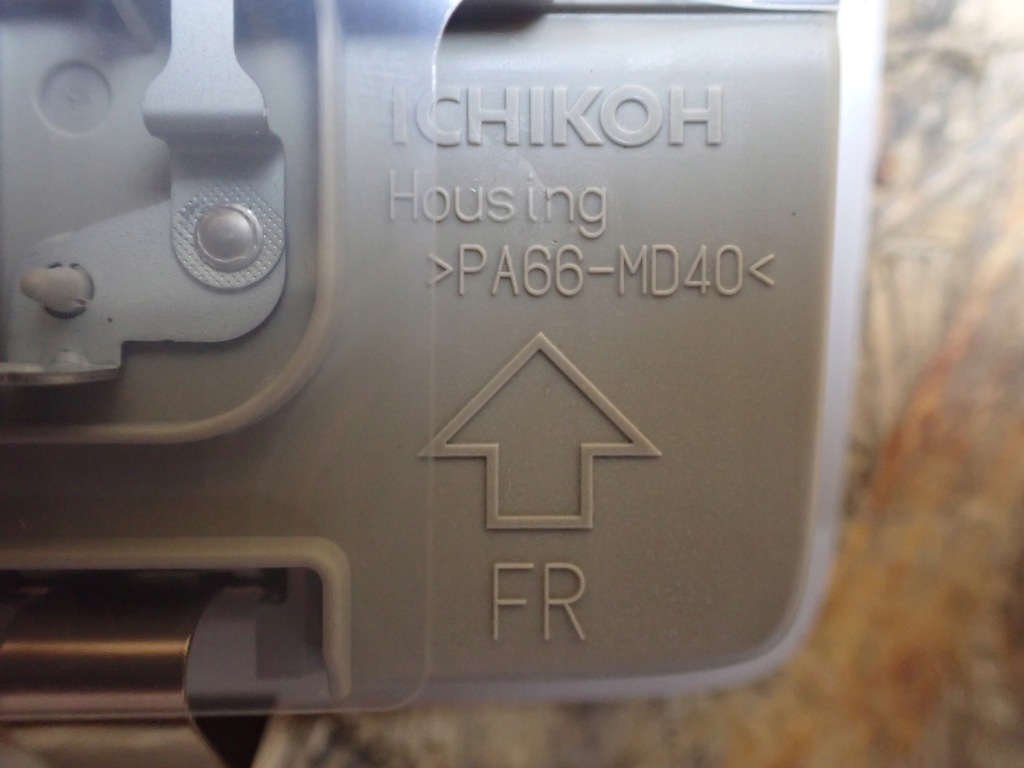 ICHIKOH
Housing
>PA66-MD40<
FR